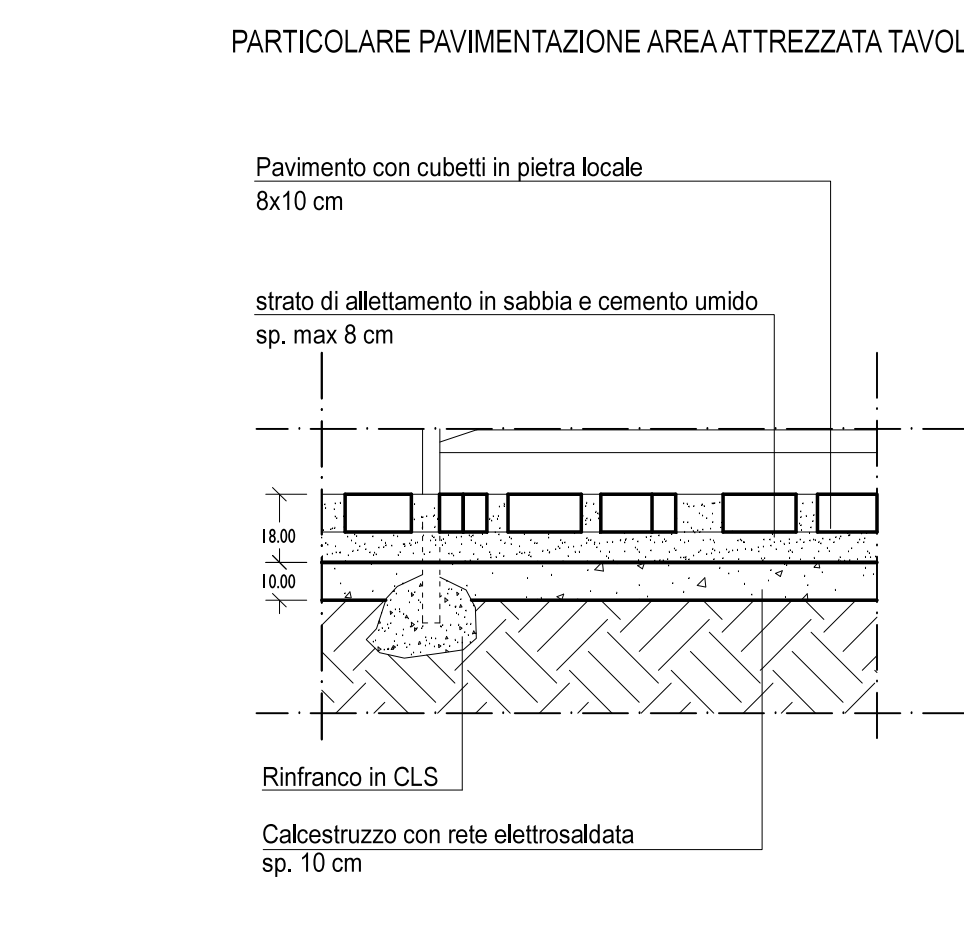 PARTICOLARE PAVIMENTAZIONE AREA ATTREZZATA TAVOL
Pavimento con cubetti in pietra locale
8x10 cm
strato di allettamento in sabbia e cemento umido
sp. max 8 cm
18.00
10.00
Rinfranco in CLS
Calcestruzzo con rete elettrosaldata
sp. 10 cm